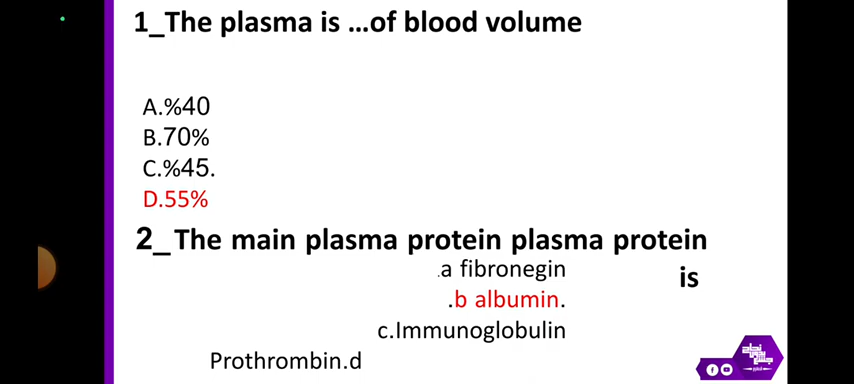 1_The plasma is ...of blood volume
A.%40
B.70%
C.%45.
D.55%
2_The main plasma protein plasma protein
is
.a fibronegin
.b albumin.
c.Immunoglobulin
Prothrombin.d